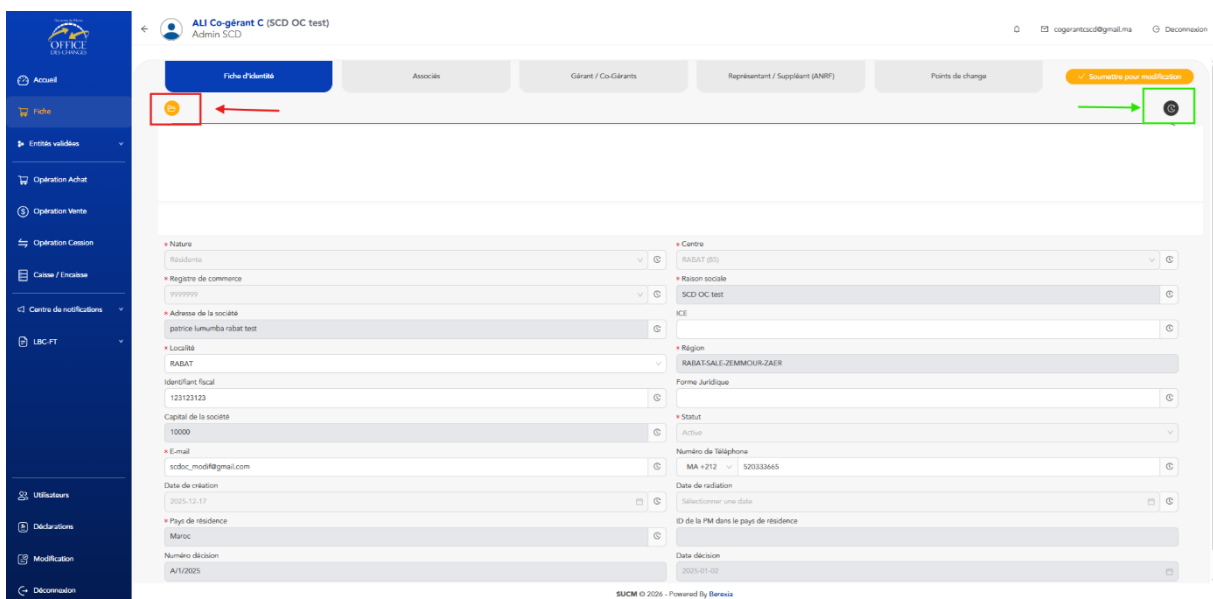 OFFICE
DES CHANGES
ALI Co-gérant C (SCD OC test)
Admin SCD
cogerantcscd@gmail.ma
Deconnexion
Accueil
Fiche
Entités validées
Opération Achat
Opération Vente
Opération Cession
Caisse / Encaisse
Centre de notifications
LBC-FT
Utilisateurs
Déclarations
Modification
Déconnexion
Fiche d'identité
Associés
Gérant / Co-Gérants
Représentant / Suppléant (ANRF)
Points de change
Soumettre pour modification
* Nature
Résidente
* Centre
RABAT (85)
* Registre de commerce
9999999
* Raison sociale
SCD OC test
* Adresse de la société
patrice lumumba rabat test
ICE
* Localité
RABAT
* Région
RABAT-SALE-ZEMMOUR-ZAER
Identifiant fiscal
123123123
Forme Juridique
Capital de la société
10000
* Statut
Active
* E-mail
scdoc_modif@gmail.com
Numéro de Téléphone
MA +212 520333665
Date de création
2025-12-17
Date de radiation
Sélectionner une date
* Pays de résidence
Maroc
ID de la PM dans le pays de résidence
Numéro décision
A/1/2025
Date décision
2025-01-02
SUCM © 2026 - Powered By Berexia